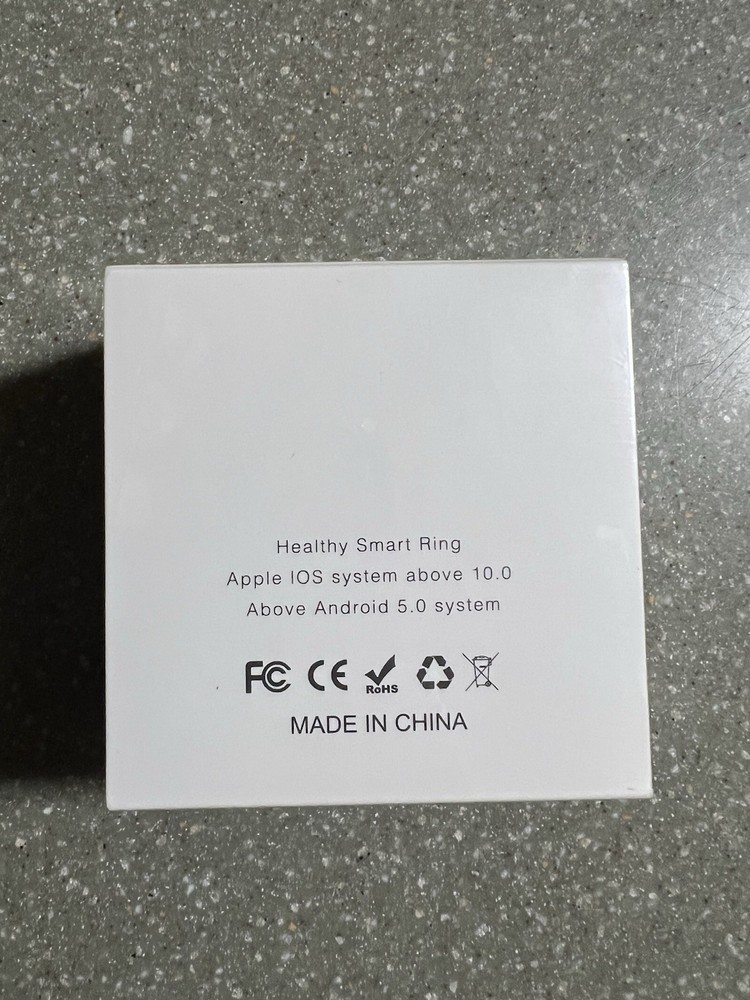 Healthy Smart Ring
Apple IOS system above 10.0
Above Android 5.0 system
FC CE RoHS
MADE IN CHINA